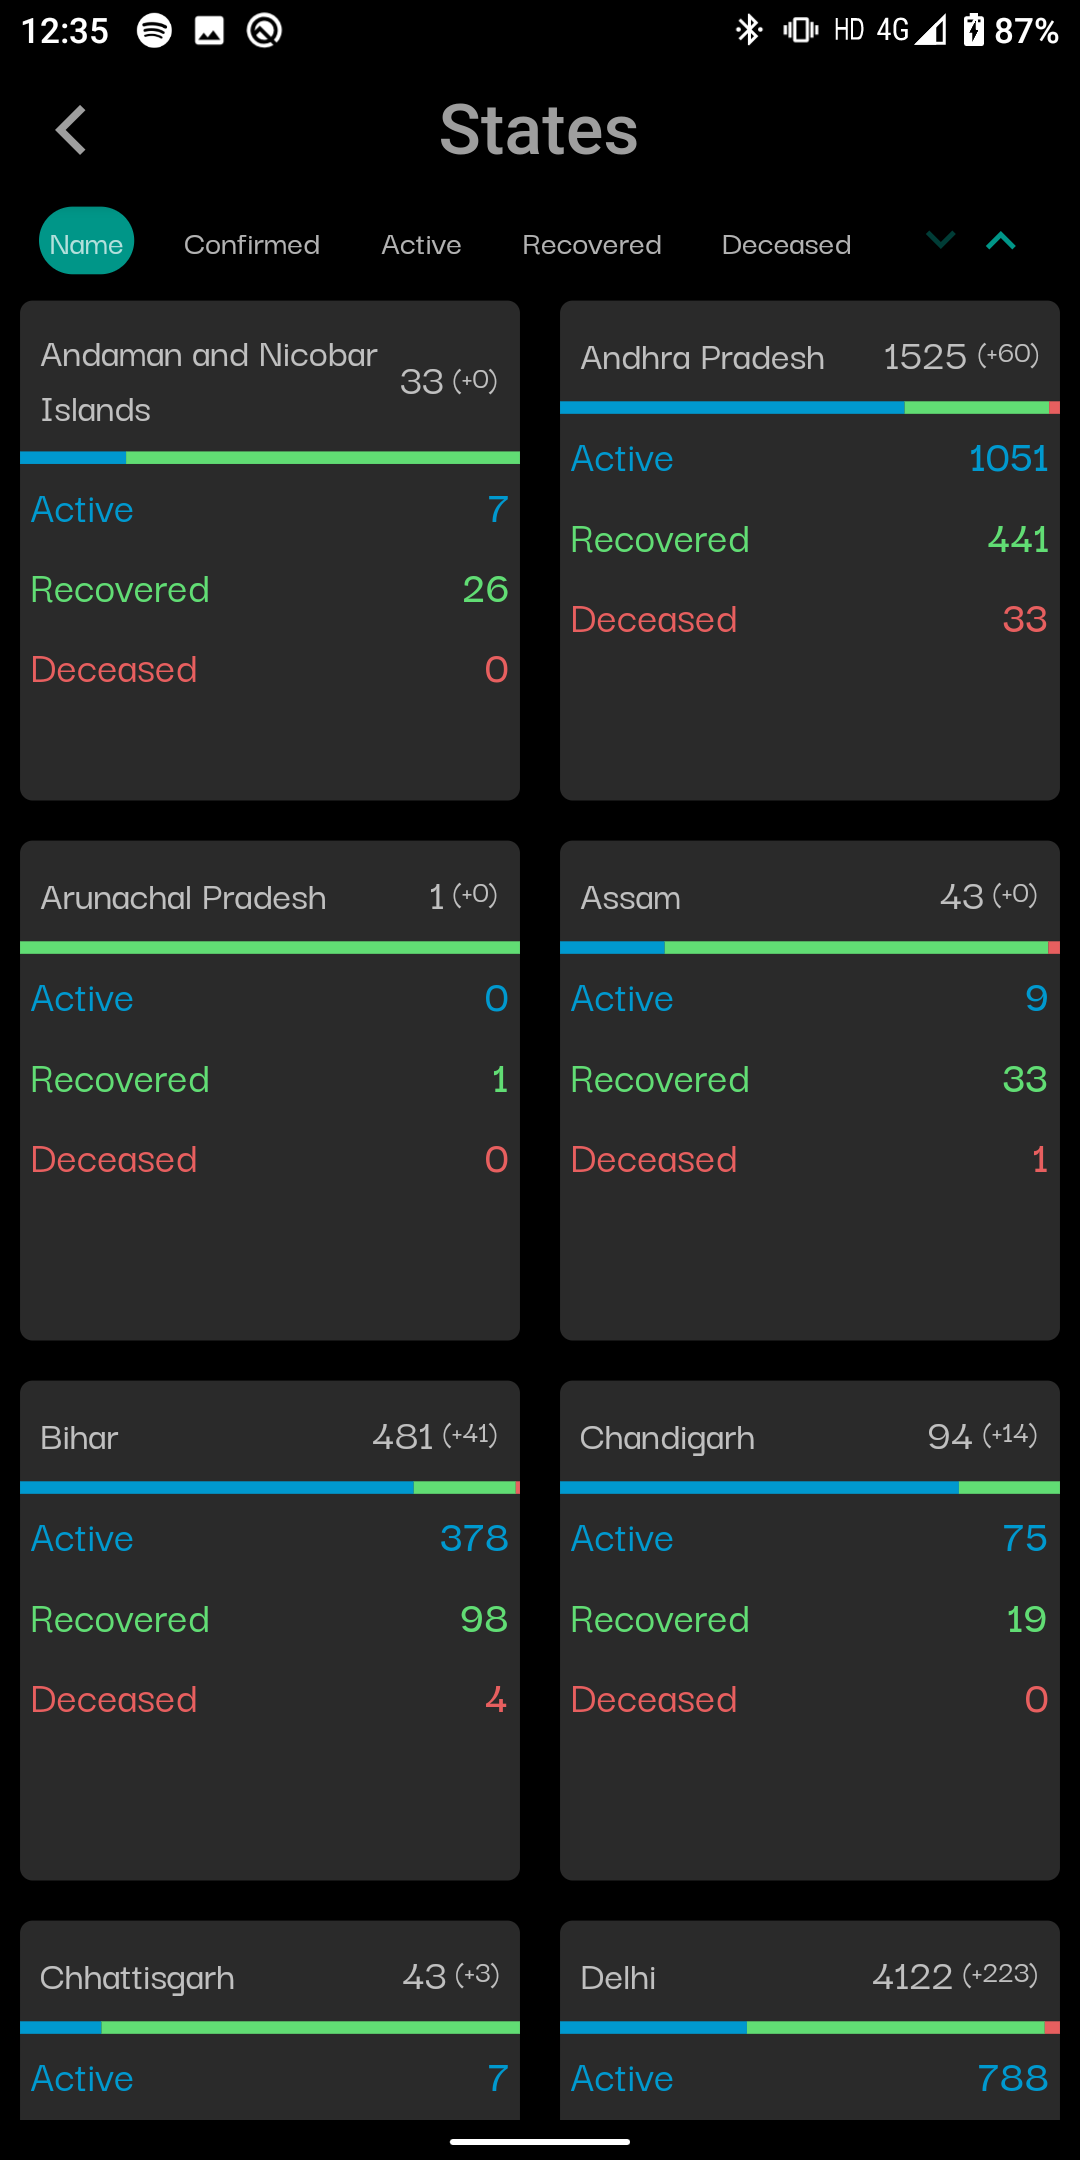 12:35 HD 4G 87%
States
Name Confirmed Active Recovered Deceased
Andaman and Nicobar
Islands
33 (+0)
Active 7
Recovered 26
Deceased 0
Andhra Pradesh 1525 (+60)
Active 1051
Recovered 441
Deceased 33
Arunachal Pradesh 1 (+0)
Active 0
Recovered 1
Deceased 0
Assam 43 (+0)
Active 9
Recovered 33
Deceased 1
Bihar 481 (+41)
Active 378
Recovered 98
Deceased 4
Chandigarh 94 (+14)
Active 75
Recovered 19
Deceased 0
Chhattisgarh 43 (+3)
Active 7
Delhi 4122 (+223)
Active 788